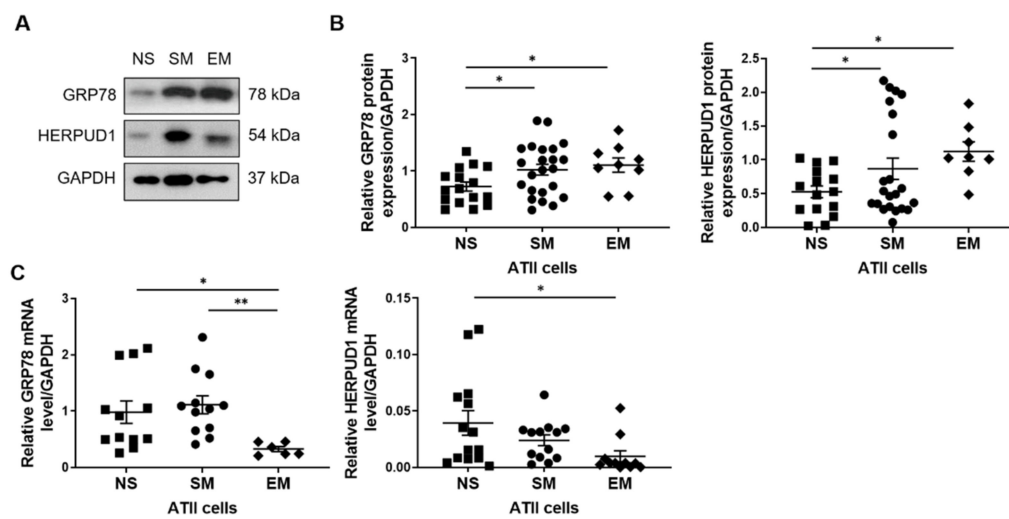 A
NS SM EM
GRP78 78 kDa
HERPUD1 54 kDa
GAPDH 37 kDa
B
Relative GRP78 protein
expression/GAPDH
3
2
1
0
*
*
NS SM EM
ATII cells
Relative HERPUD1 protein
expression/GAPDH
2.5
2.0
1.5
1.0
0.5
0.0
*
*
NS SM EM
ATII cells
C
Relative GRP78 mRNA
level/GAPDH
3
2
1
0
*
**
NS SM EM
ATII cells
Relative HERPUD1 mRNA
level/GAPDH
0.15
0.10
0.05
0.00
*
NS SM EM
ATII cells